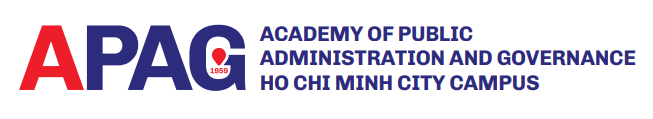 APAG
1959
ACADEMY OF PUBLIC
ADMINISTRATION AND GOVERNANCE
HO CHI MINH CITY CAMPUS